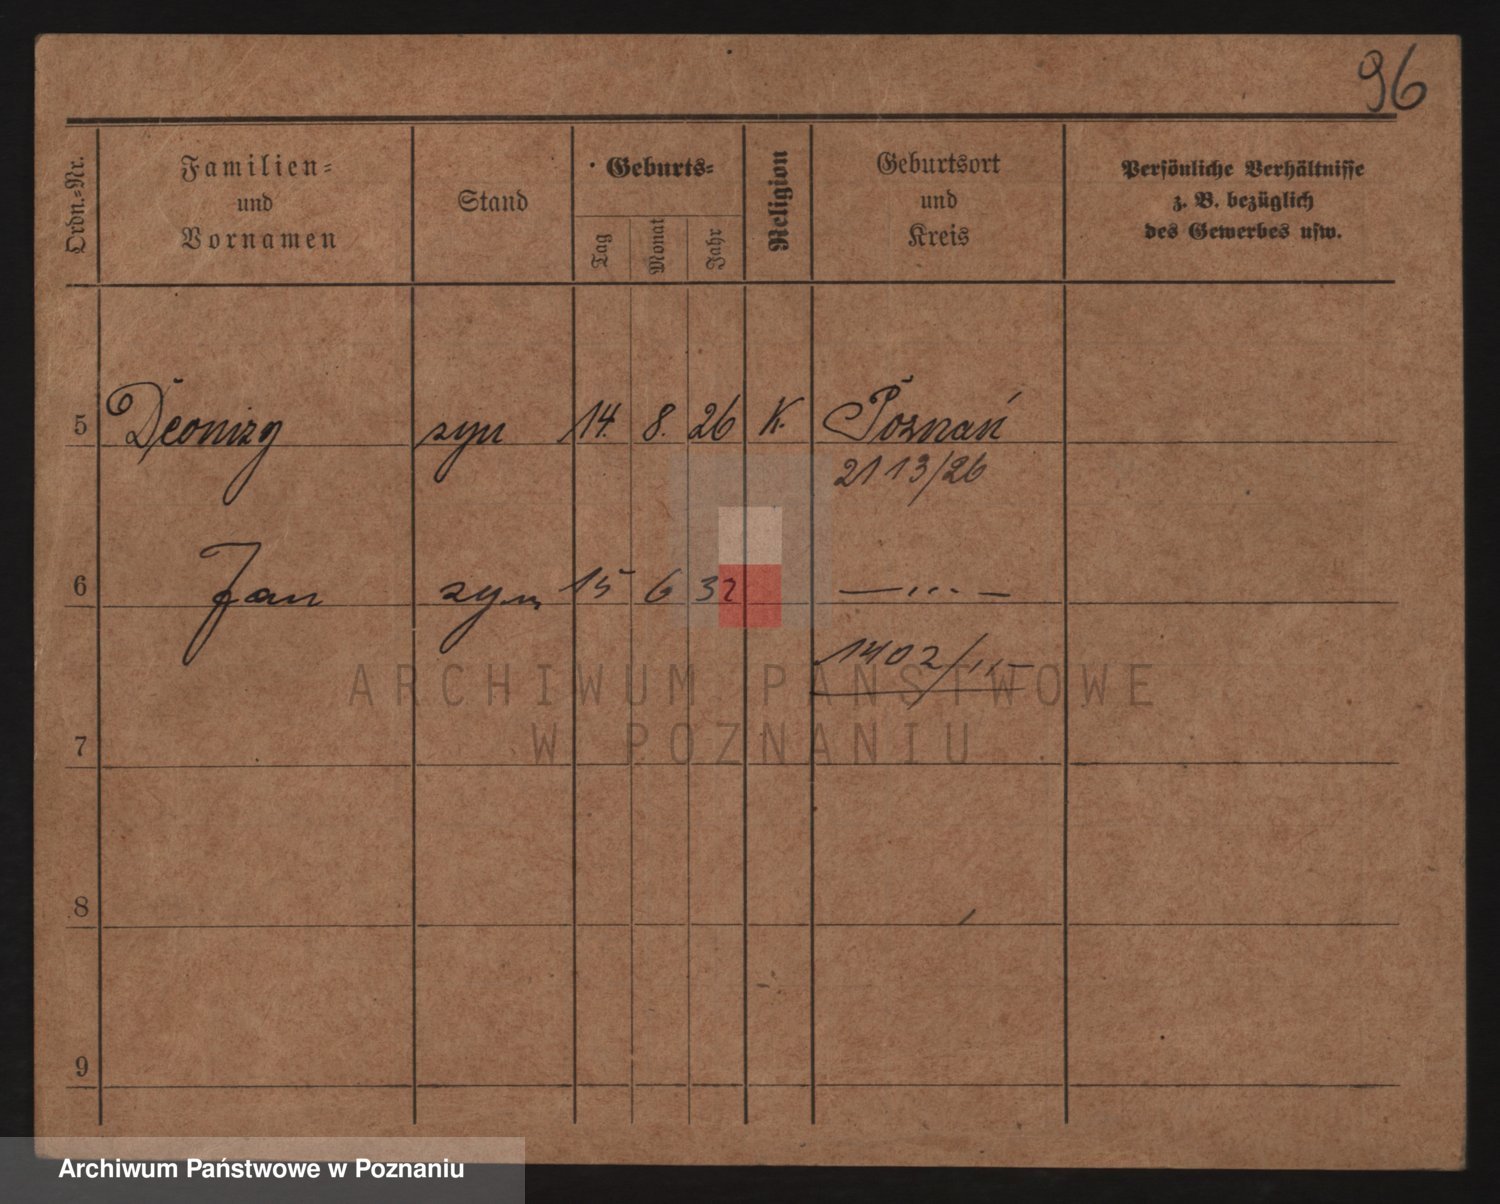 96
Ordn.-Nr.
Familien-
und
Vornamen
Stand
Geburts-
Tag
Monat
Jahr
Religion
Geburtsort
und
Kreis
Persönliche Verhältnisse
z. B. bezüglich
des Gewerbes usw.
5 Deonizy syn 14. 8. 26 K. Poznań
2113/26
6 Jan syn 15 6 32 — ,,. —
1402/,,—
7
8
9
ARCHIWUM PAŃSTWOWE
W POZNANIU
Archiwum Państwowe w Poznaniu